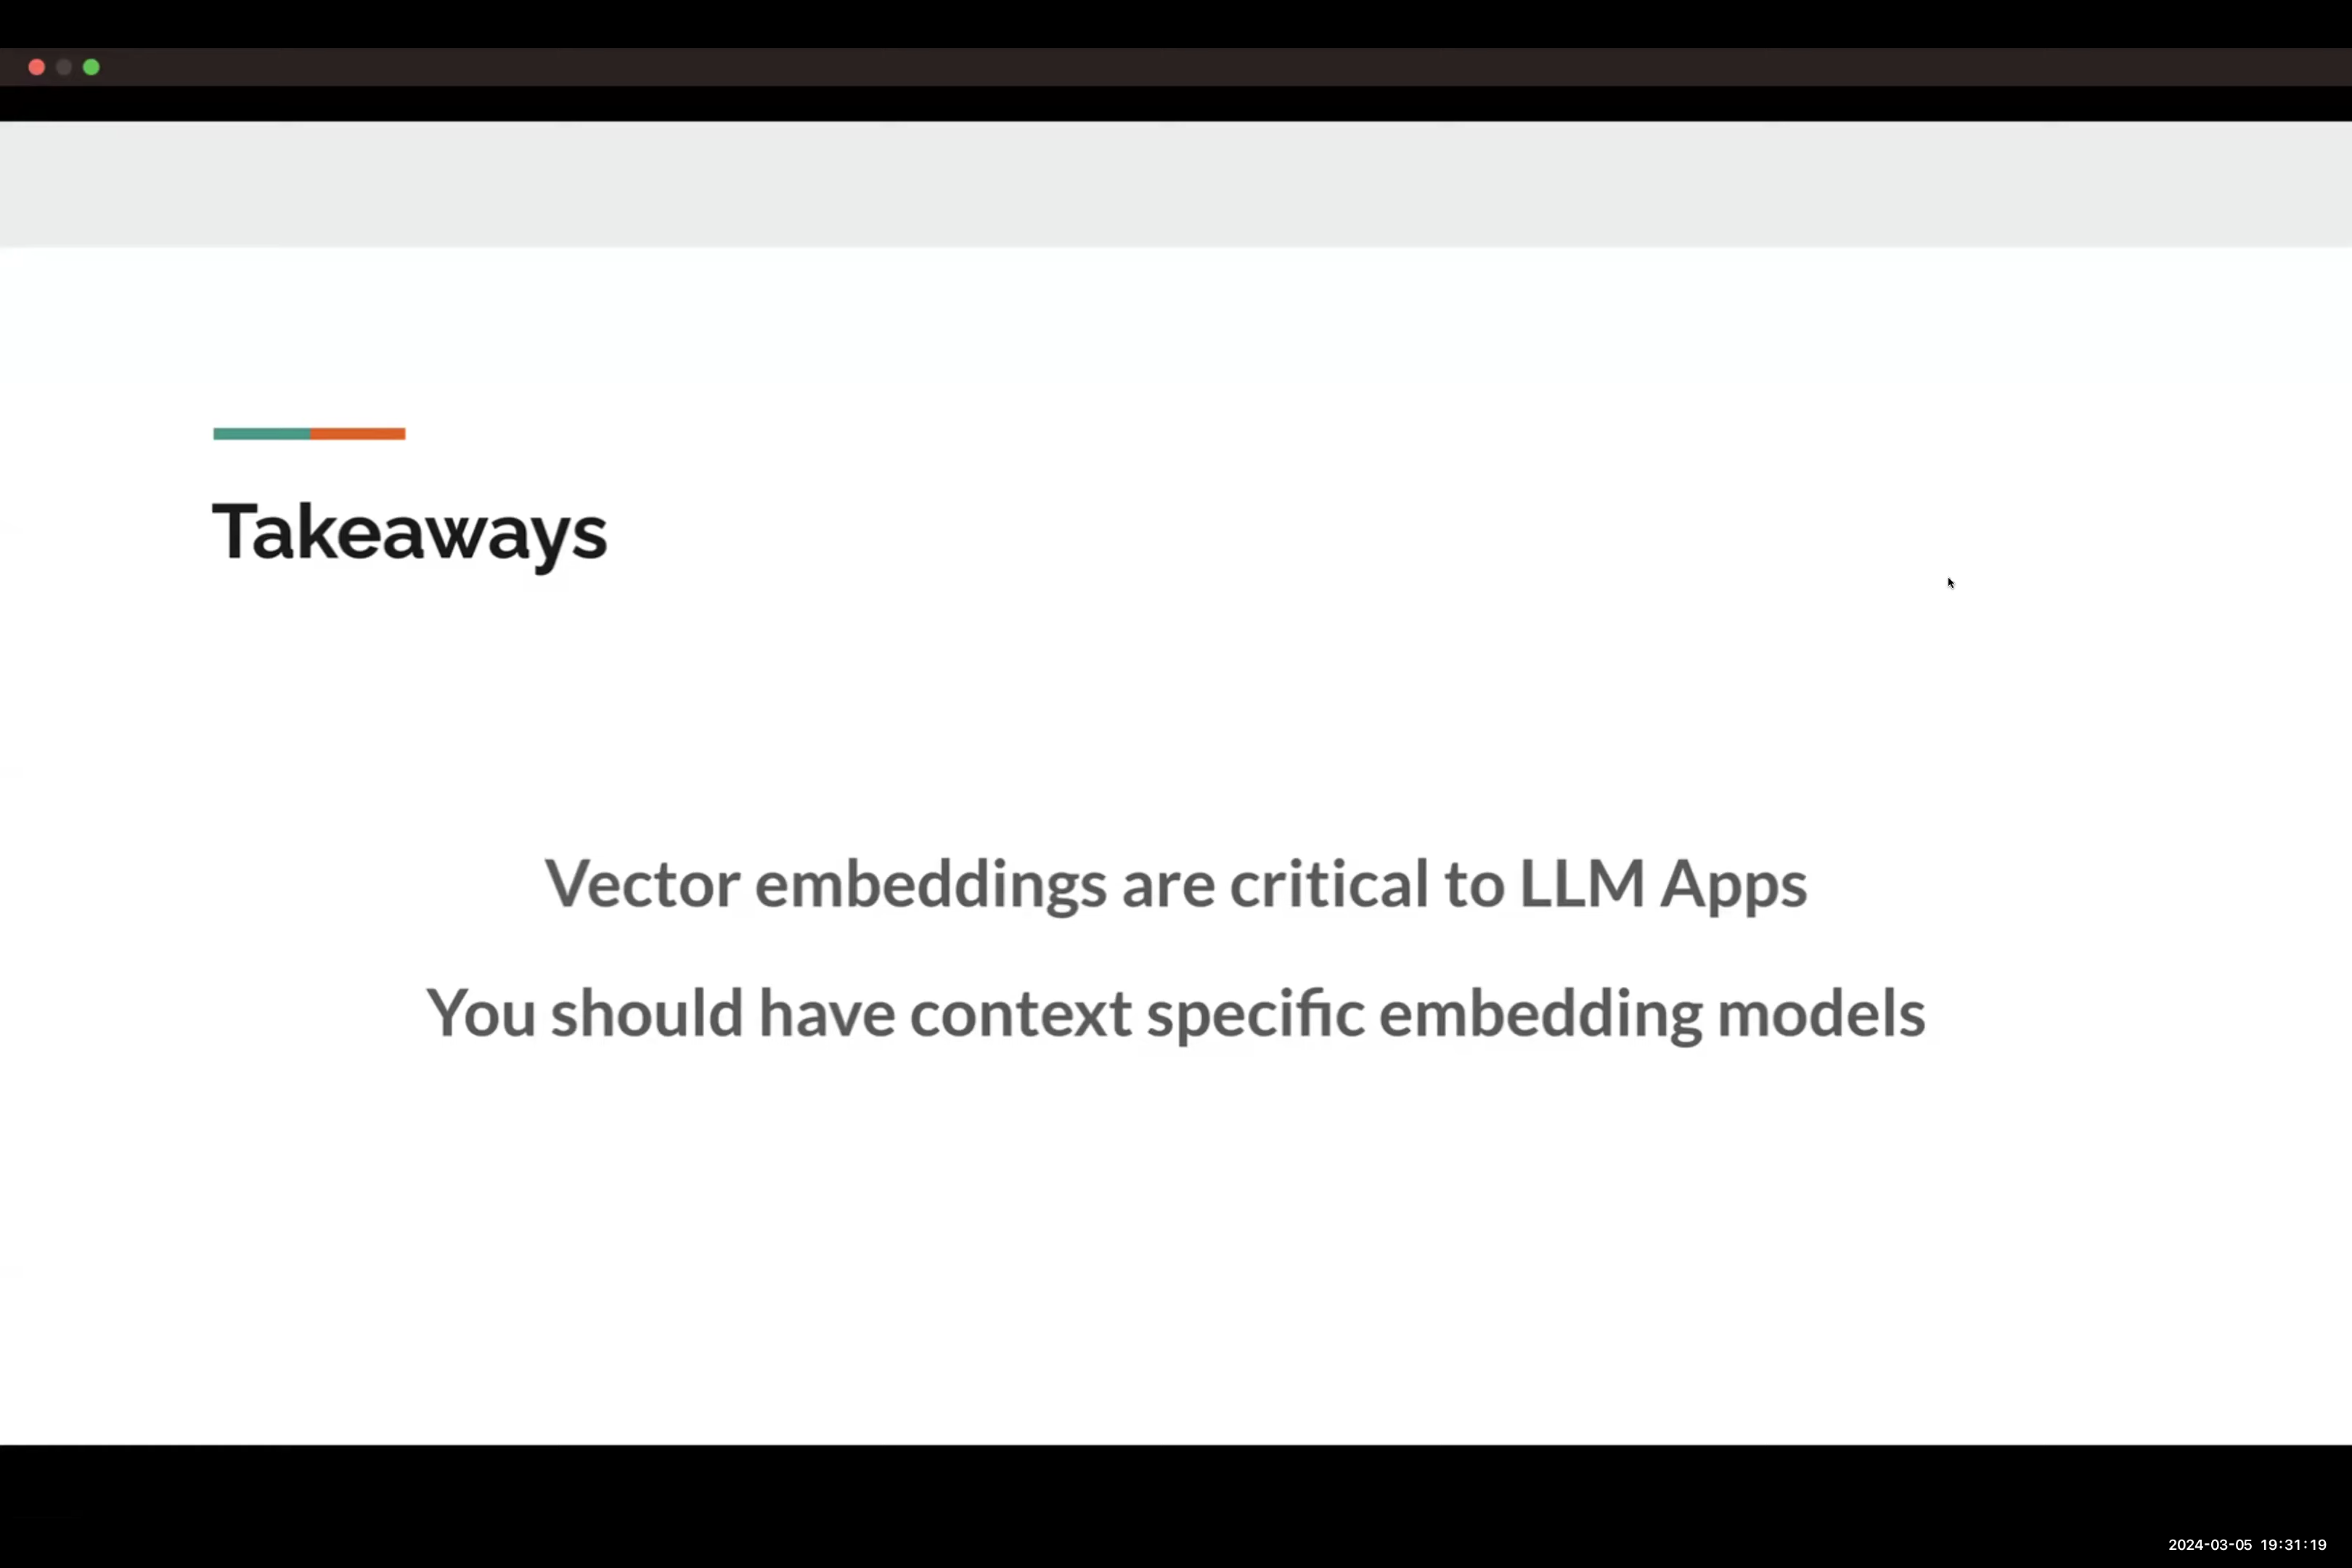 Takeaways
Vector embeddings are critical to LLM Apps
You should have context specific embedding models
2024-03-05 19:31:19